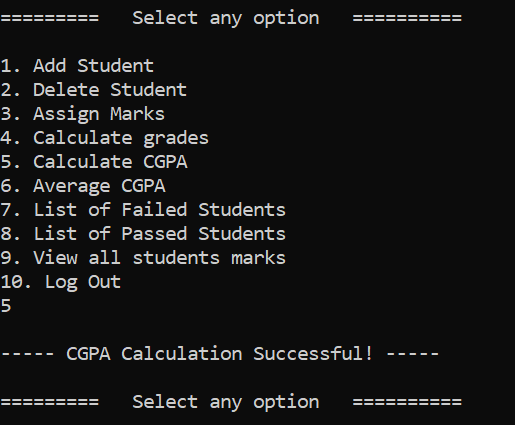 =========   Select any option   ==========
1. Add Student
2. Delete Student
3. Assign Marks
4. Calculate grades
5. Calculate CGPA
6. Average CGPA
7. List of Failed Students
8. List of Passed Students
9. View all students marks
10. Log Out
5
----- CGPA Calculation Successful! -----
=========   Select any option   ==========